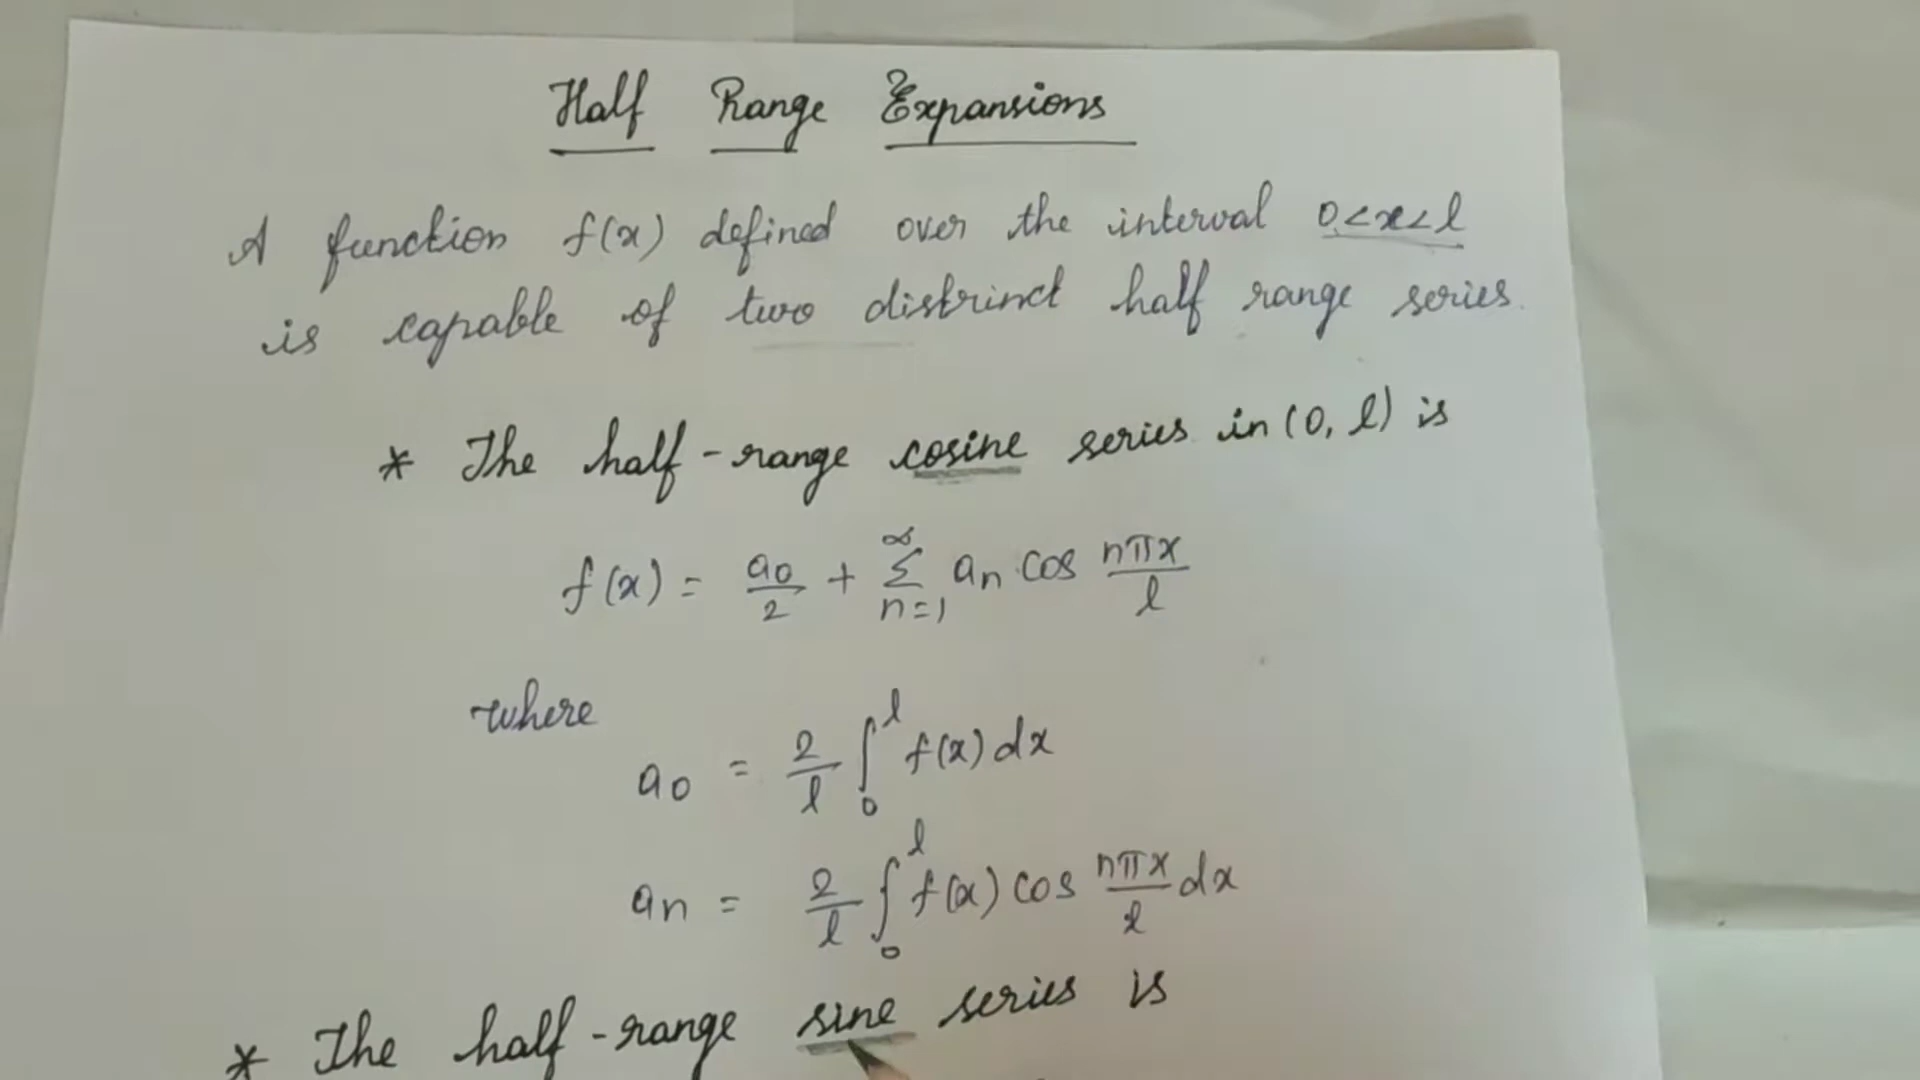 Half Range Expansions
A function f(x) defined over the interval 0<x<l
is capable of two distrinct half range series.
* The half-range cosine series in (0, l) is
f(x) = a0/2 + ∑_{n=1}^{∞} an cos nπx/l
where
a0 = 2/l ∫_0^l f(x) dx
an = 2/l ∫_0^l f(x) cos nπx/l dx
* The half-range sine series is